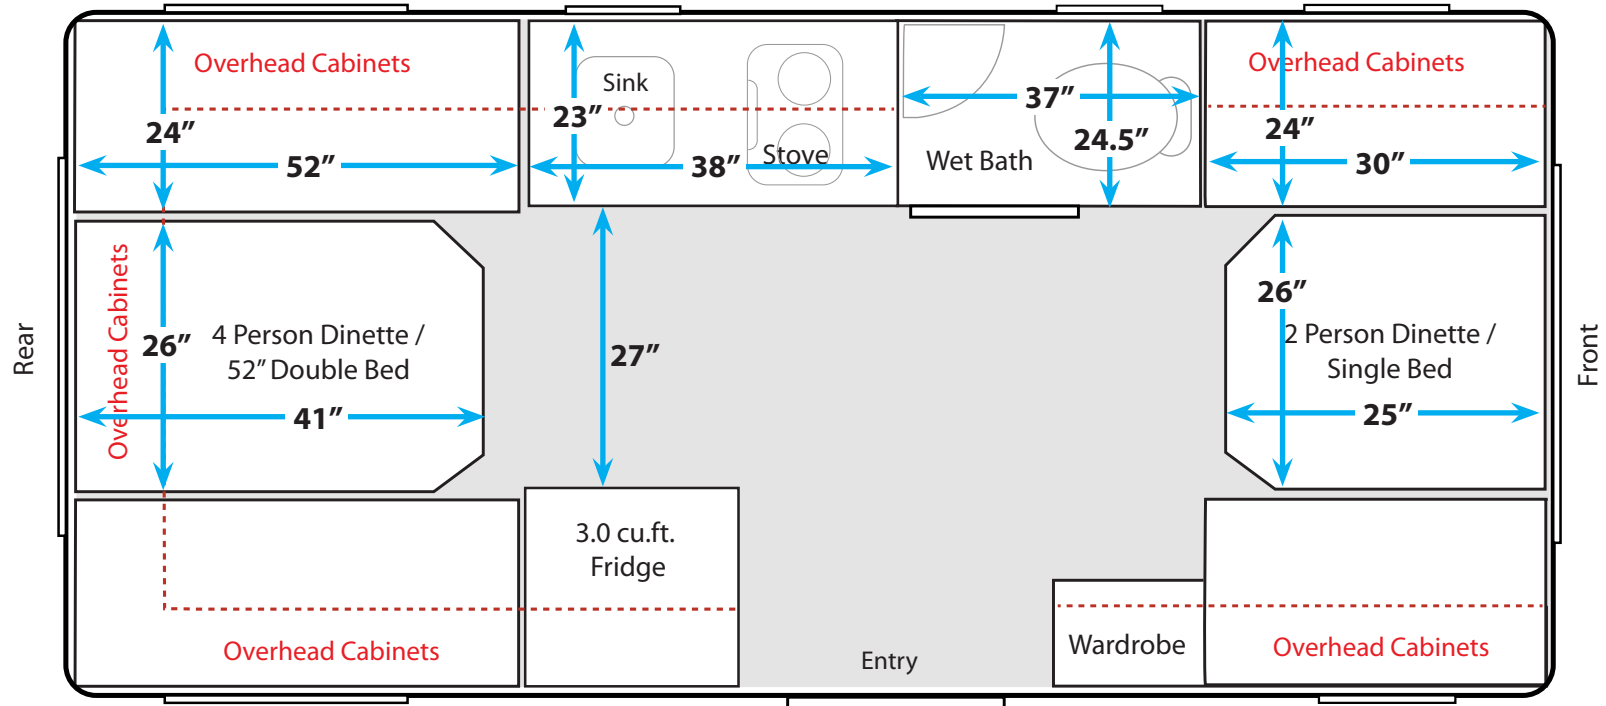 Overhead Cabinets
Sink
Overhead Cabinets
24”
52”
23”
38”
Stove
37”
24.5”
Wet Bath
24”
30”
Rear
Overhead Cabinets
26”
4 Person Dinette /
52” Double Bed
41”
27”
26”
2 Person Dinette /
Single Bed
25”
Front
3.0 cu.ft.
Fridge
Overhead Cabinets
Entry
Wardrobe
Overhead Cabinets